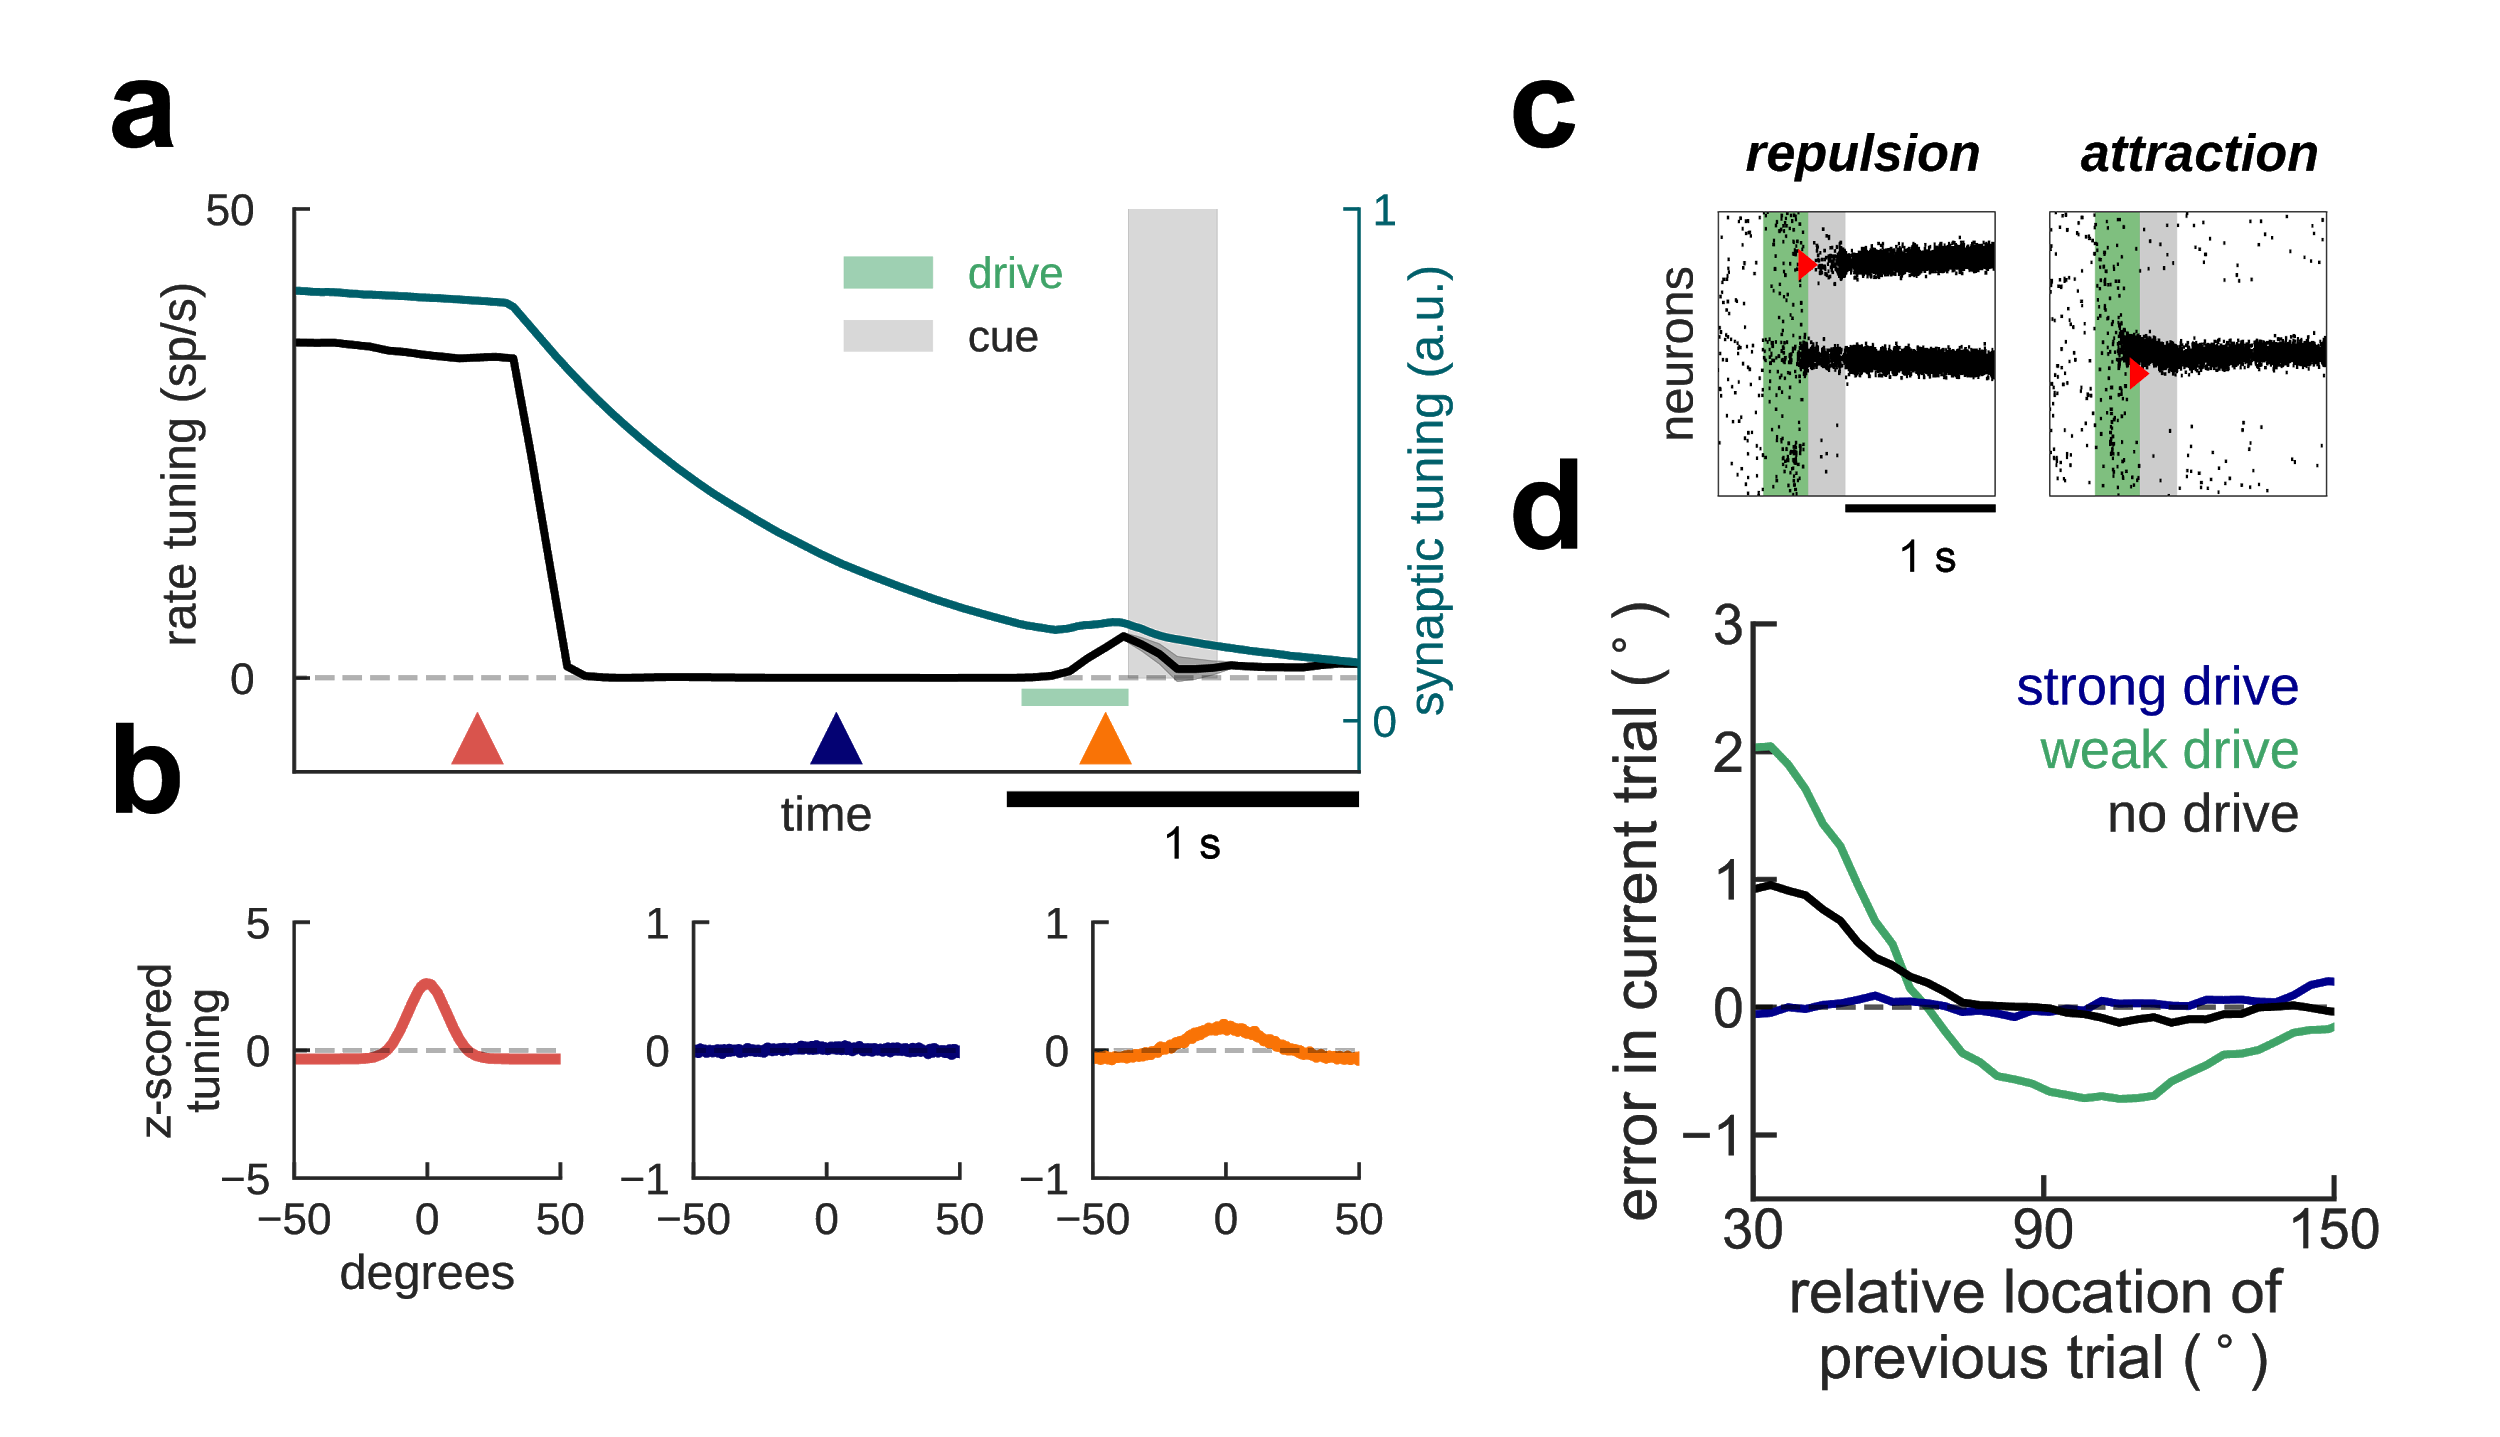 a
50
0
rate tuning (sp/s)
drive
cue
1
0
synaptic tuning (a.u.)
time
1 s
b
z-scored
tuning
5
0
−5
−50
0
50
degrees
1
0
−1
−50
0
50
1
0
−1
−50
0
50
c
repulsion
attraction
neurons
1 s
d
error in current trial (°)
3
2
1
0
−1
strong drive
weak drive
no drive
30
90
150
relative location of
previous trial (°)